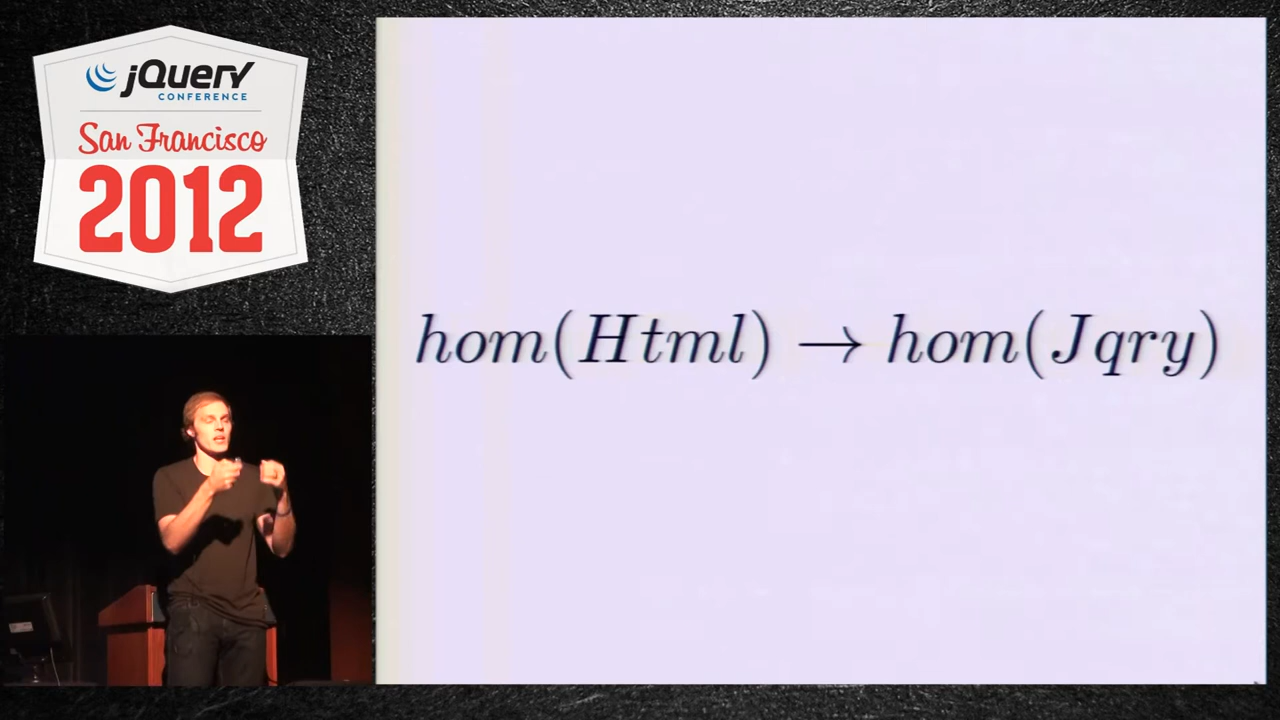 jQuery
CONFERENCE
San Francisco
2012
hom(Html) → hom(Jqry)